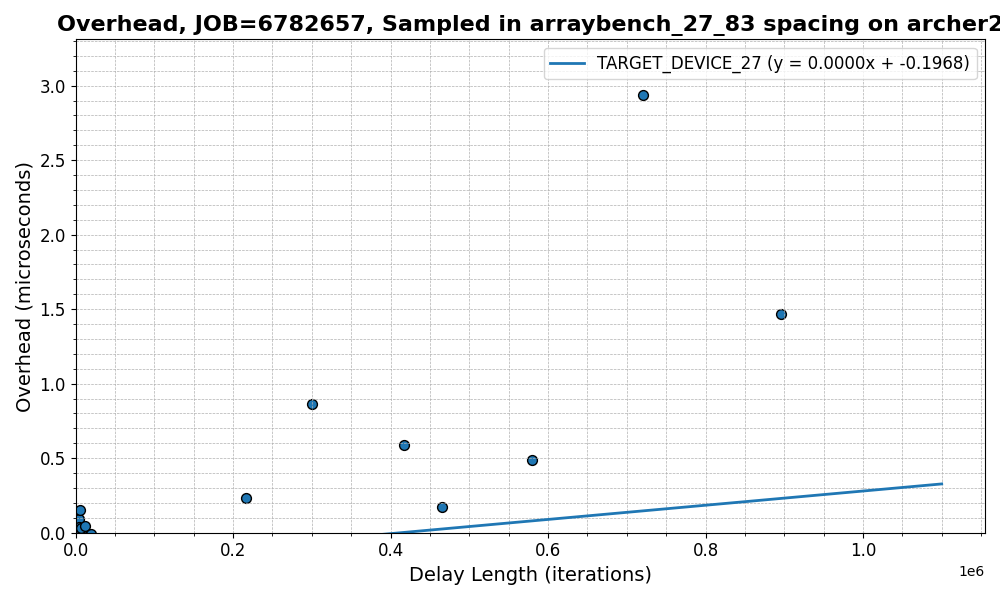 Overhead, JOB=6782657, Sampled in arraybench_27_83 spacing on archer2
TARGET_DEVICE_27 (y = 0.0000x + -0.1968)
Overhead (microseconds)
3.0
2.5
2.0
1.5
1.0
0.5
0.0
0.0 0.2 0.4 0.6 0.8 1.0
1e6
Delay Length (iterations)